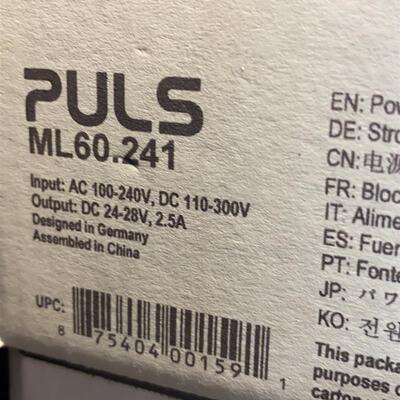 PULS
ML60.241
Input: AC 100-240V, DC 110-300V
Output: DC 24-28V, 2.5A
Designed in Germany
Assembled in China
UPC:
8 75404 00159 1
EN: Pow
DE: Stro
CN: 电源
FR: Bloc
IT: Alime
ES: Fuer
PT: Fonte
JP: パワ
KO: 전원
This packa
purposes o
carton